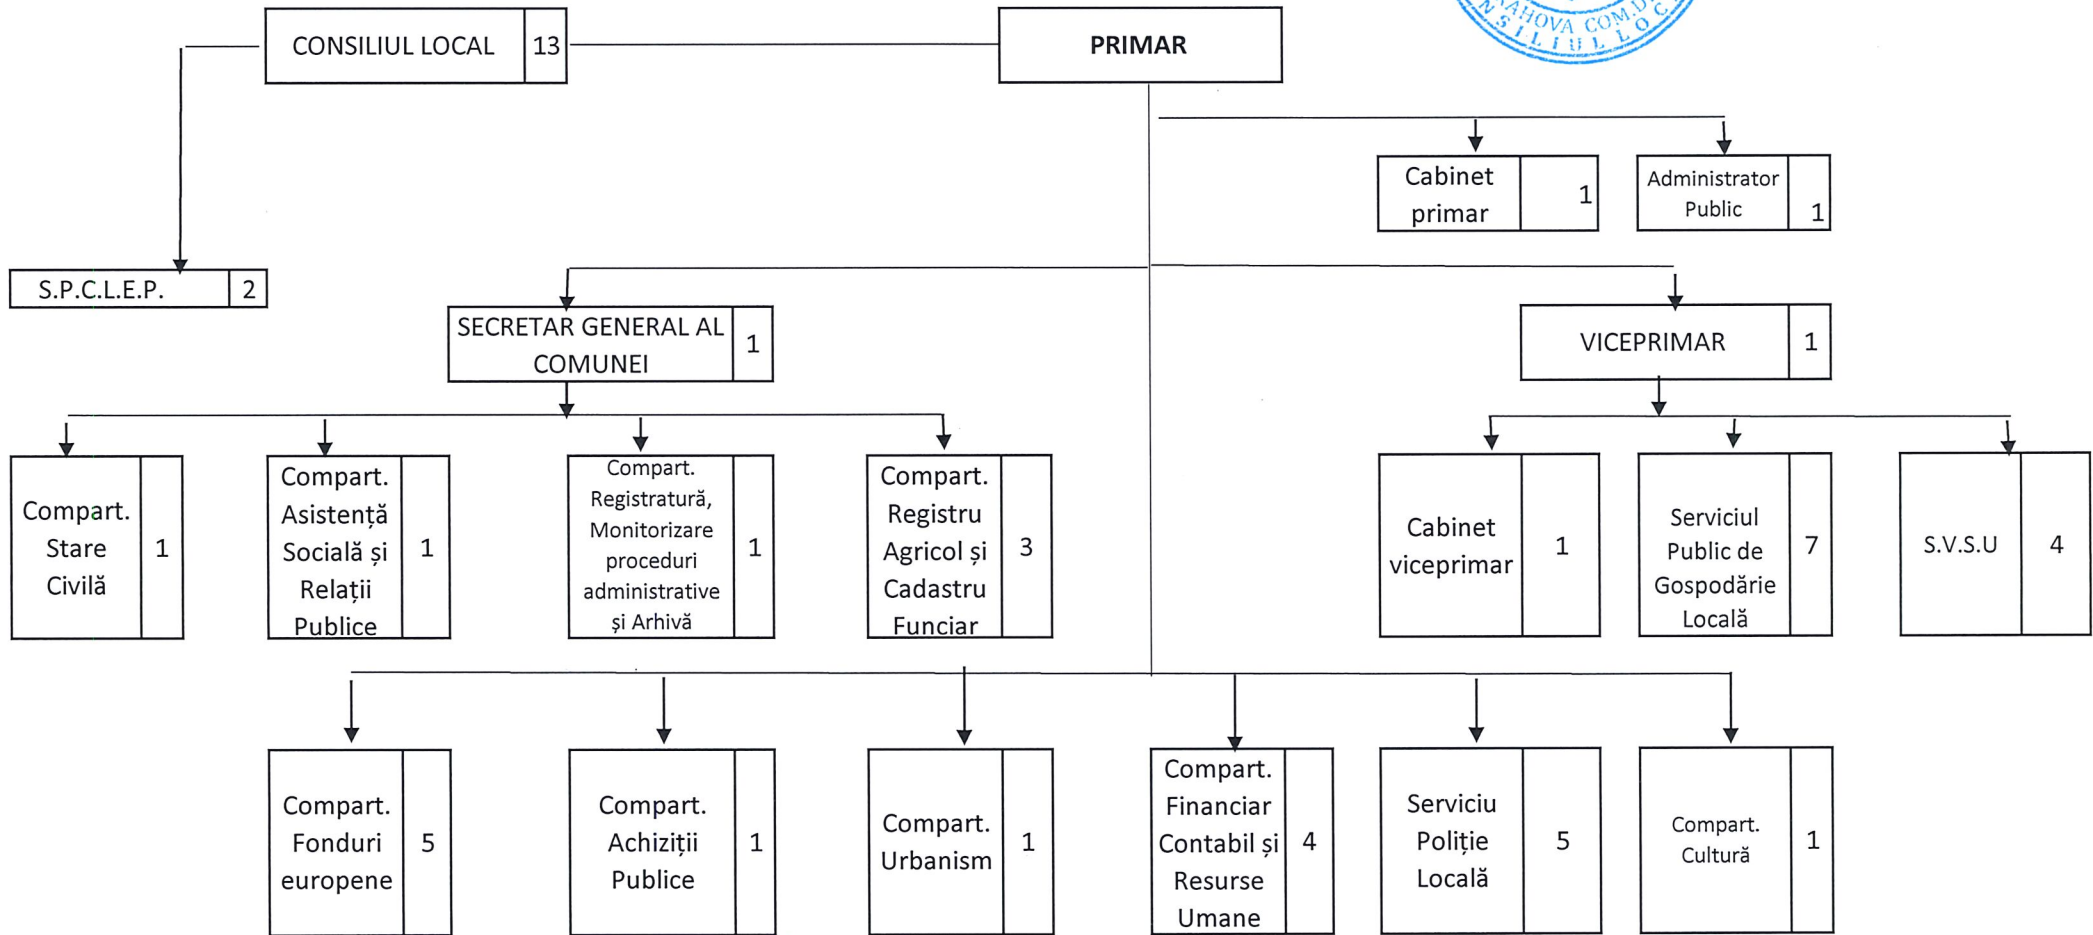 AHOVA COM.D
NSILIUL LOC
CONSILIUL LOCAL 13
PRIMAR
Cabinet
primar
1
Administrator
Public
1
S.P.C.L.E.P. 2
SECRETAR GENERAL AL
COMUNEI
1
VICEPRIMAR 1
Compart.
Stare
Civilă
1
Compart.
Asistență
Socială și
Relații
Publice
1
Compart.
Registratură,
Monitorizare
proceduri
administrative
și Arhivă
1
Compart.
Registru
Agricol și
Cadastru
Funciar
3
Cabinet
viceprimar
1
Serviciul
Public de
Gospodărie
Locală
7
S.V.S.U 4
Compart.
Fonduri
europene
5
Compart.
Achiziții
Publice
1
Compart.
Urbanism
1
Compart.
Financiar
Contabil și
Resurse
Umane
4
Serviciu
Poliție
Locală
5
Compart.
Cultură
1